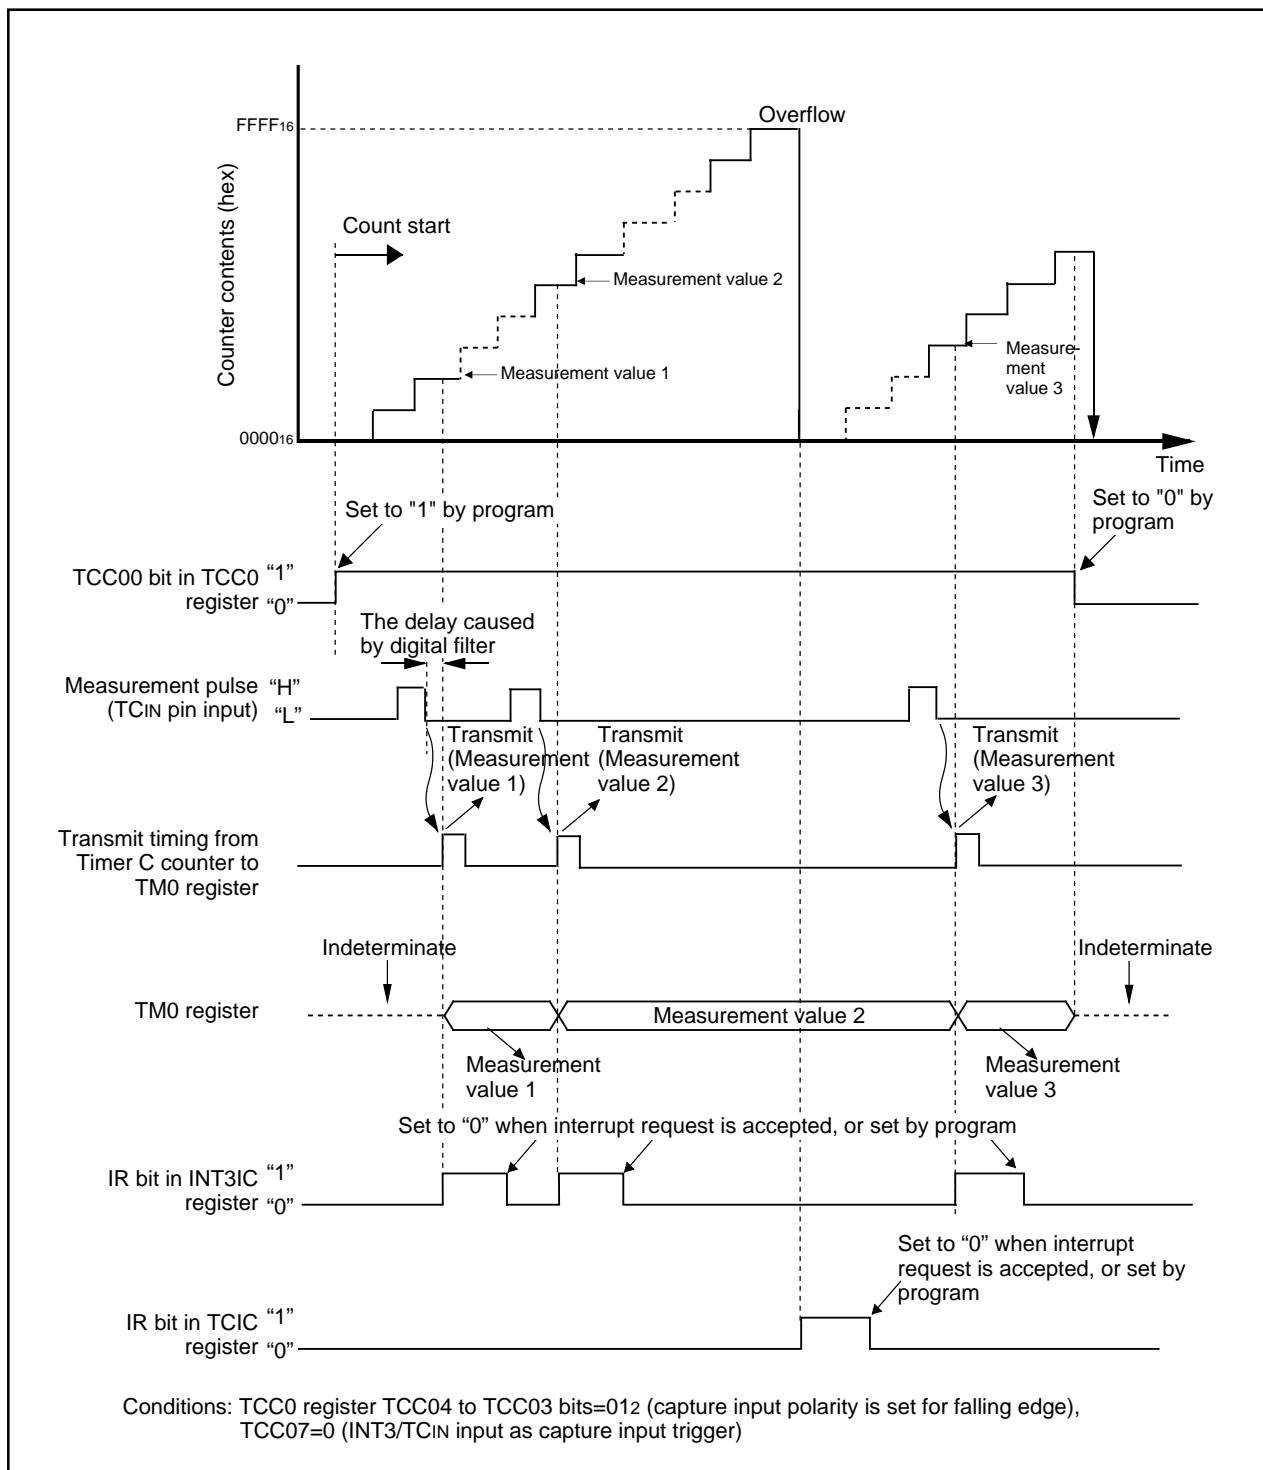 Overflow
FFFF16
Counter contents (hex)
Count start
Measurement value 2
Measure-
ment
value 3
Measurement value 1
000016
Time
Set to "1" by program
Set to "0" by
program
TCC00 bit in TCC0
register
“1”
“0”
The delay caused
by digital filter
Measurement pulse
(TCIN pin input)
“H”
“L”
Transmit
(Measurement
value 1)
Transmit
(Measurement
value 2)
Transmit
(Measurement
value 3)
Transmit timing from
Timer C counter to
TM0 register
Indeterminate
Indeterminate
TM0 register
Measurement value 2
Measurement
value 1
Measurement
value 3
Set to “0” when interrupt request is accepted, or set by program
IR bit in INT3IC
register
“1”
“0”
Set to “0” when interrupt
request is accepted, or set by
program
IR bit in TCIC
register
“1”
“0”
Conditions: TCC0 register TCC04 to TCC03 bits=012 (capture input polarity is set for falling edge),
TCC07=0 (INT3/TCIN input as capture input trigger)